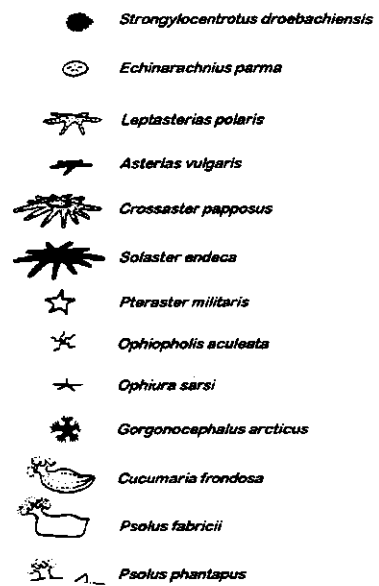 Strongylocentrotus droebachiensis
Echinarachnius parma
Leptasterias polaris
Asterias vulgaris
Crossaster papposus
Solaster endeca
Pteraster militaris
Ophiopholis aculeata
Ophiura sarsi
Gorgonocephalus arcticus
Cucumaria frondosa
Psolus fabricii
Psolus phantapus